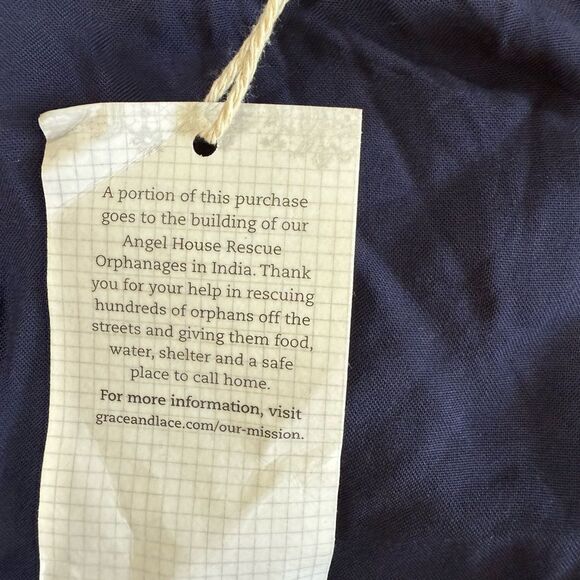 A portion of this purchase
goes to the building of our
Angel House Rescue
Orphanages in India. Thank
you for your help in rescuing
hundreds of orphans off the
streets and giving them food,
water, shelter and a safe
place to call home.
For more information, visit
graceandlace.com/our-mission.